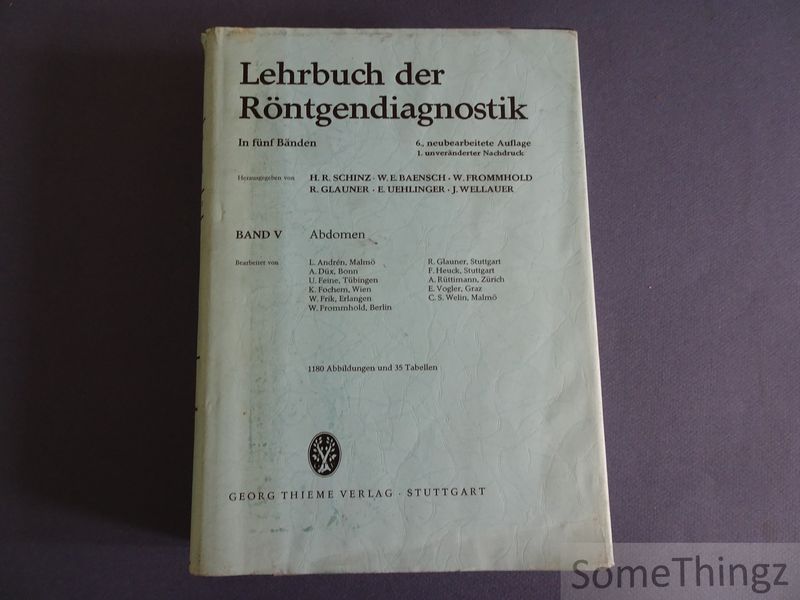 Lehrbuch der
Röntgendiagnostik
In fünf Bänden
6., neubearbeitete Auflage
1. unveränderter Nachdruck
Herausgegeben von
H. R. SCHINZ · W. E. BAENSCH · W. FROMMHOLD
R. GLAUNER · E. UEHLINGER · J. WELLAUER
BAND V Abdomen
Bearbeitet von
L. Andrén, Malmö
A. Düx, Bonn
U. Feine, Tübingen
K. Fochem, Wien
W. Frik, Erlangen
W. Frommhold, Berlin
R. Glauner, Stuttgart
F. Heuck, Stuttgart
A. Rüttimann, Zürich
E. Vogler, Graz
C. S. Welin, Malmö
1180 Abbildungen und 35 Tabellen
GEORG THIEME VERLAG · STUTTGART
SomeThingz